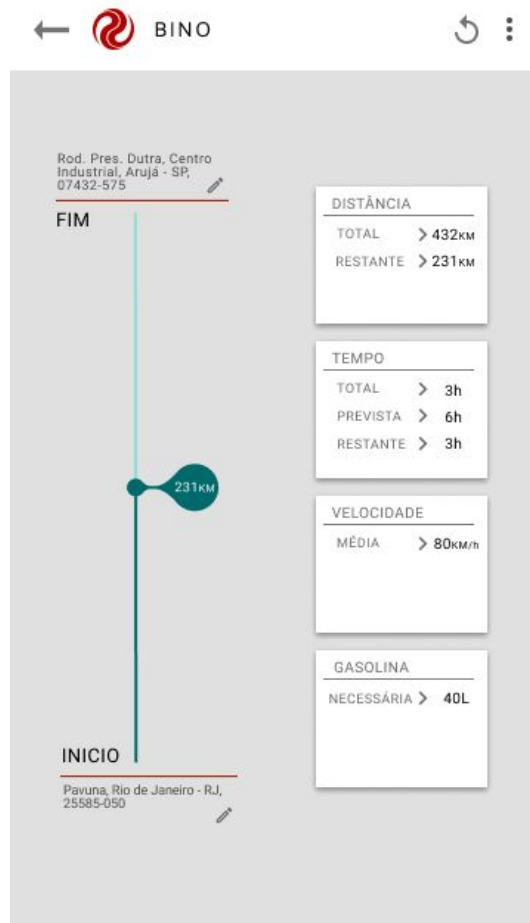 BINO
Rod. Pres. Dutra, Centro
Industrial, Arujá - SP,
07432-575
FIM
DISTÂNCIA
TOTAL > 432KM
RESTANTE > 231KM
TEMPO
TOTAL > 3h
PREVISTA > 6h
RESTANTE > 3h
231KM
VELOCIDADE
MÉDIA > 80KM/h
GASOLINA
NECESSÁRIA > 40L
INICIO
Pavuna, Rio de Janeiro - RJ,
25585-050